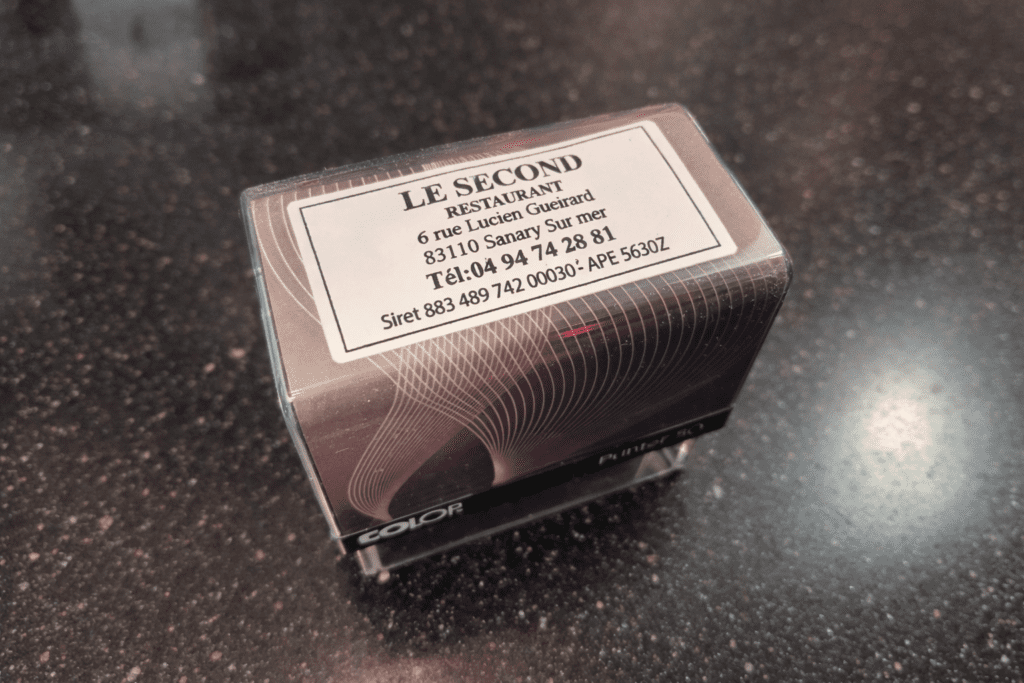 LE SECOND
RESTAURANT
6 rue Lucien Gueirard
83110 Sanary Sur mer
Tél:04 94 74 28 81
Siret 883 489 742 00030 - APE 5630Z
Printer 50
COLOP